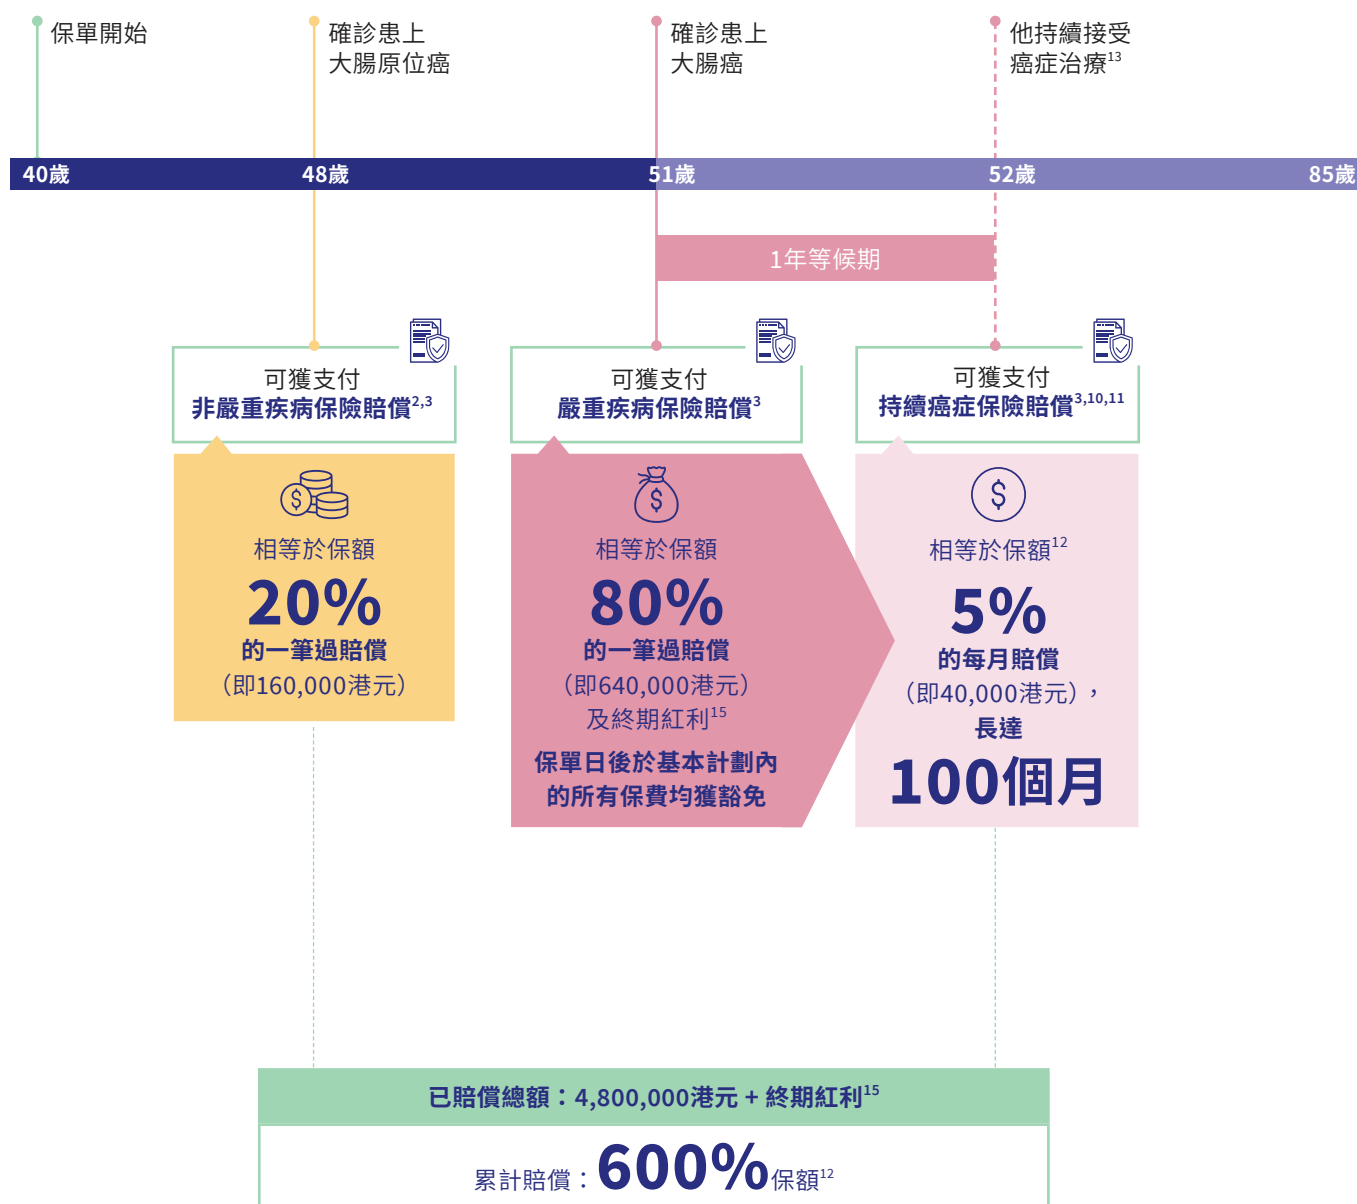 保單開始
確診患上
大腸原位癌
確診患上
大腸癌
他持續接受
癌症治療13
40歲
48歲
51歲
52歲
85歲
1年等候期
可獲支付
非嚴重疾病保險賠償2,3
可獲支付
嚴重疾病保險賠償3
可獲支付
持續癌症保險賠償3,10,11
$
相等於保額
20%
的一筆過賠償
（即160,000港元）
$
相等於保額
80%
的一筆過賠償
（即640,000港元）
及終期紅利15
保單日後於基本計劃內
的所有保費均獲豁免
$
相等於保額12
5%
的每月賠償
（即40,000港元），
長達
100個月
已賠償總額：4,800,000港元 + 終期紅利15
累計賠償：600%保額12